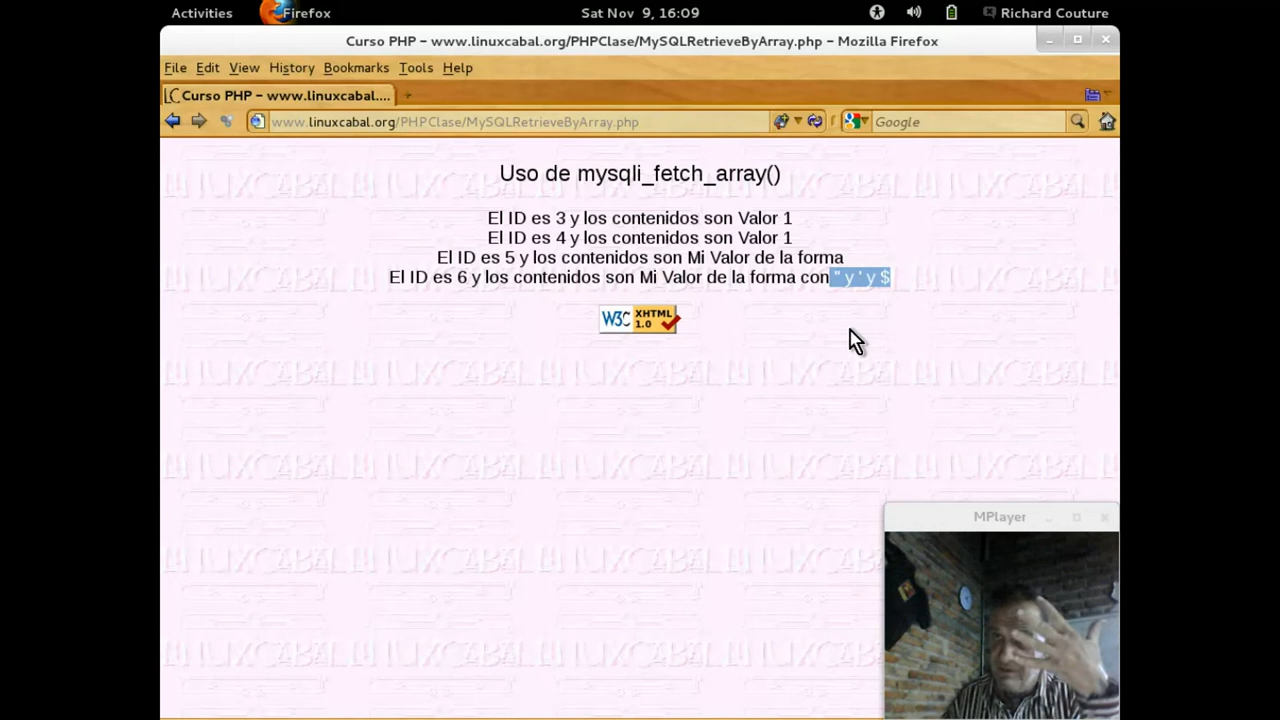 Activities Firefox Sat Nov 9, 16:09 Richard Couture
Curso PHP – www.linuxcabal.org/PHPClase/MySQLRetrieveByArray.php – Mozilla Firefox
File Edit View History Bookmarks Tools Help
Curso PHP – www.linuxcabal.org....
www.linuxcabal.org/PHPClase/MySQLRetrieveByArray.php Google
Uso de mysqli_fetch_array()
El ID es 3 y los contenidos son Valor 1
El ID es 4 y los contenidos son Valor 1
El ID es 5 y los contenidos son Mi Valor de la forma
El ID es 6 y los contenidos son Mi Valor de la forma con " y ' y $
W3C XHTML 1.0
MPlayer